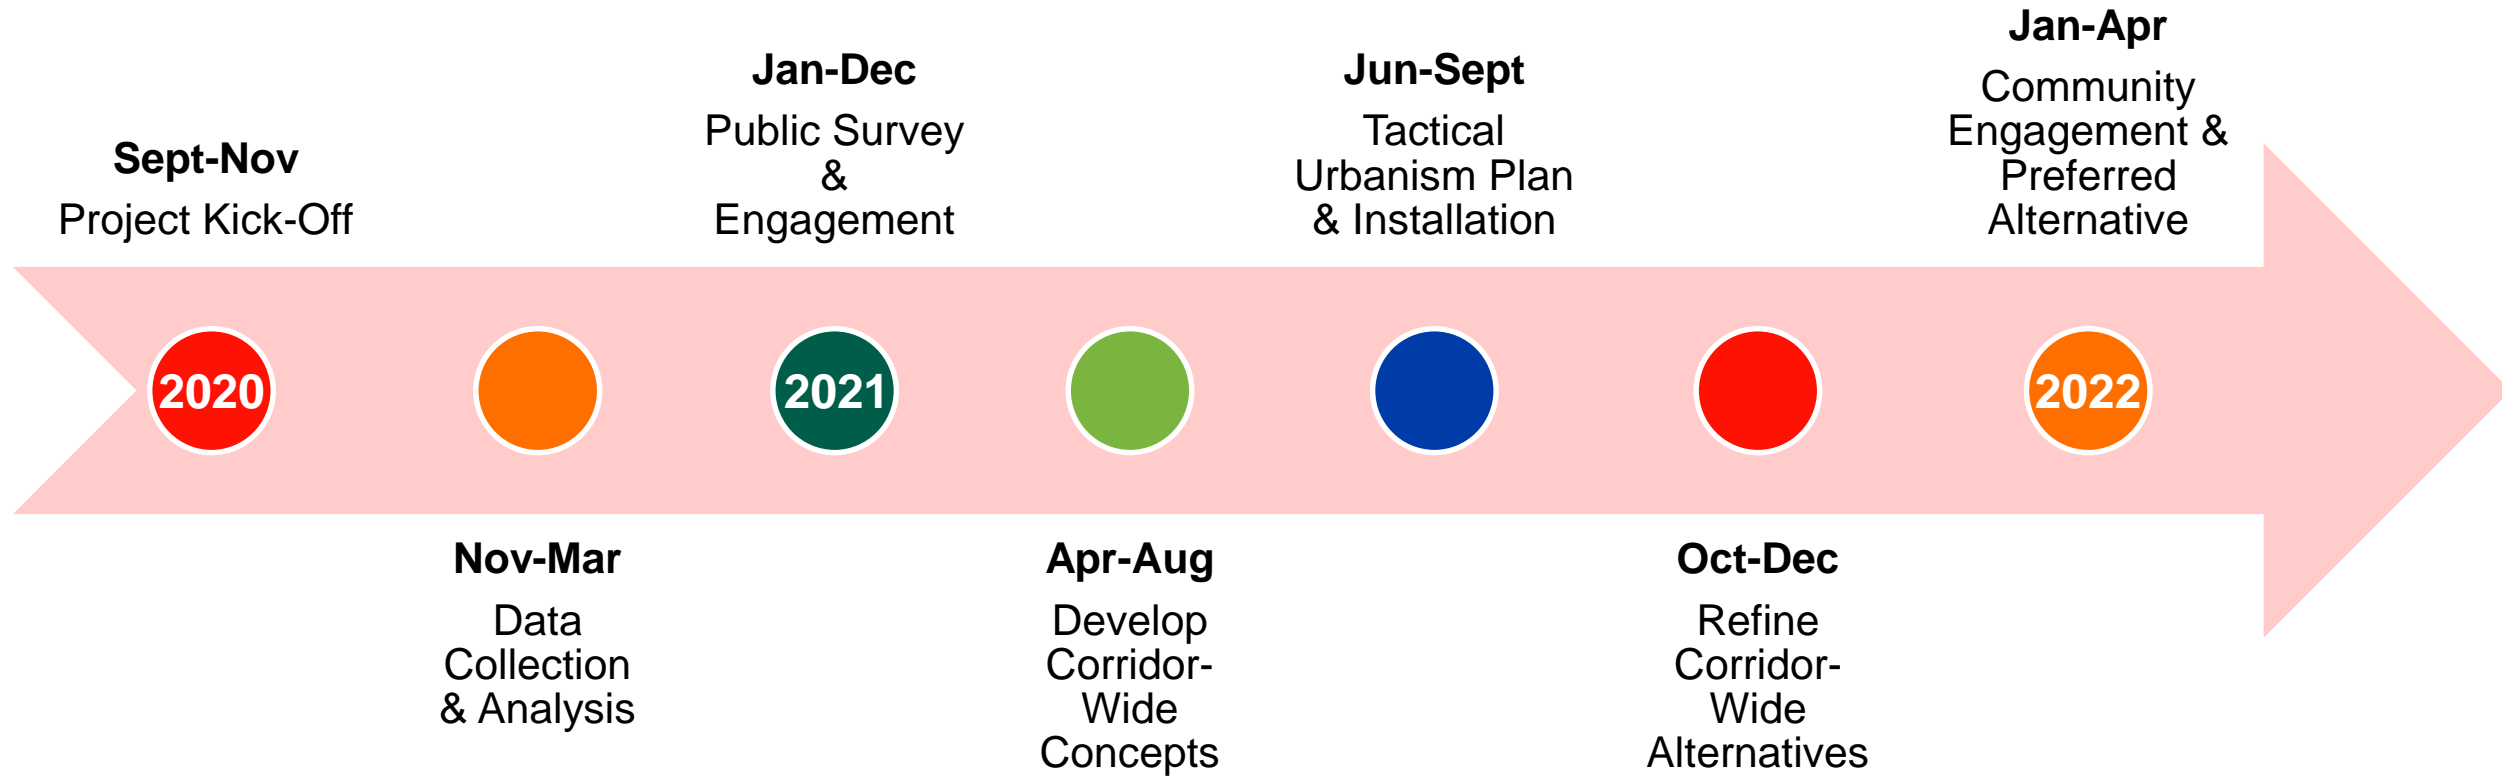 Sept-Nov
Project Kick-Off
2020
Nov-Mar
Data
Collection
& Analysis
Jan-Dec
Public Survey
&
Engagement
2021
Apr-Aug
Develop
Corridor-
Wide
Concepts
Jun-Sept
Tactical
Urbanism Plan
& Installation
Oct-Dec
Refine
Corridor-
Wide
Alternatives
Jan-Apr
Community
Engagement &
Preferred
Alternative
2022